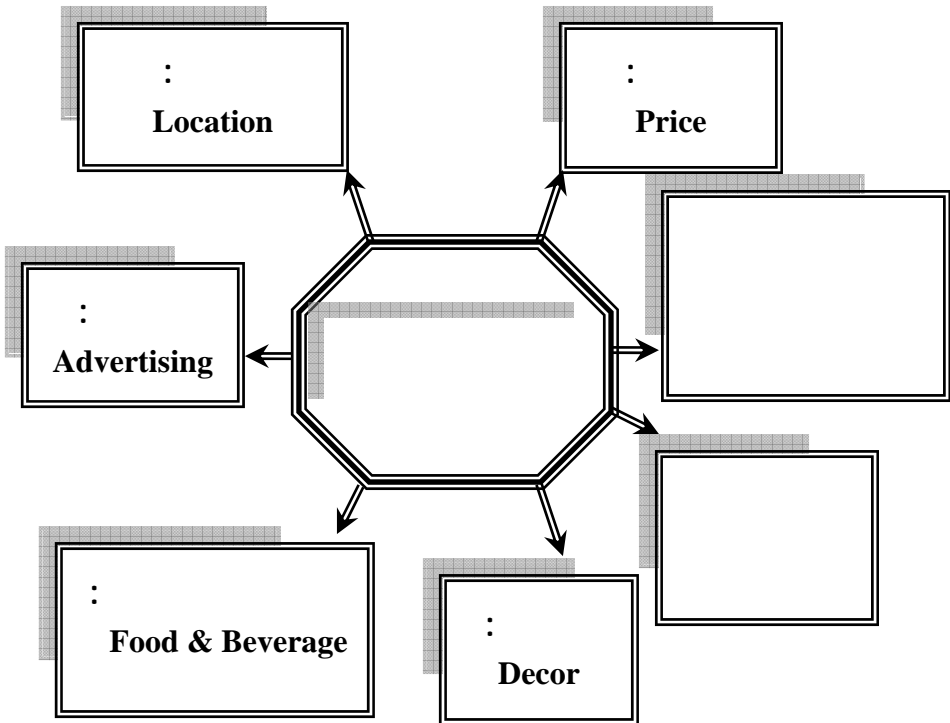 :
Location
:
Price
:
Advertising
:
Food & Beverage
:
Decor